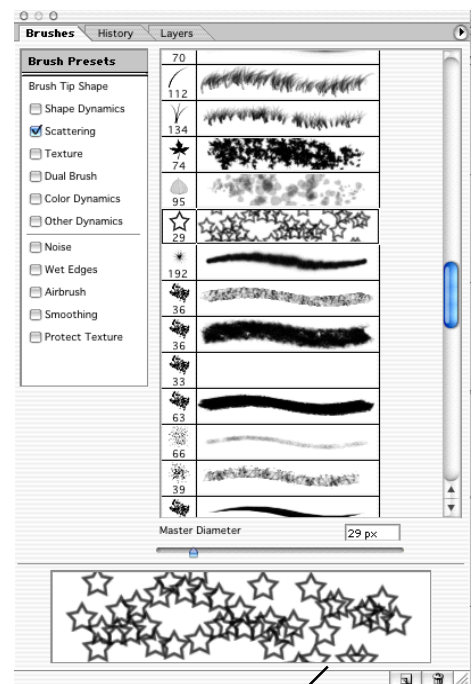 Brushes History Layers
Brush Presets
Brush Tip Shape
Shape Dynamics
Scattering
Texture
Dual Brush
Color Dynamics
Other Dynamics
Noise
Wet Edges
Airbrush
Smoothing
Protect Texture
70
112
134
74
95
29
192
36
36
33
63
66
39
Master Diameter 29 px